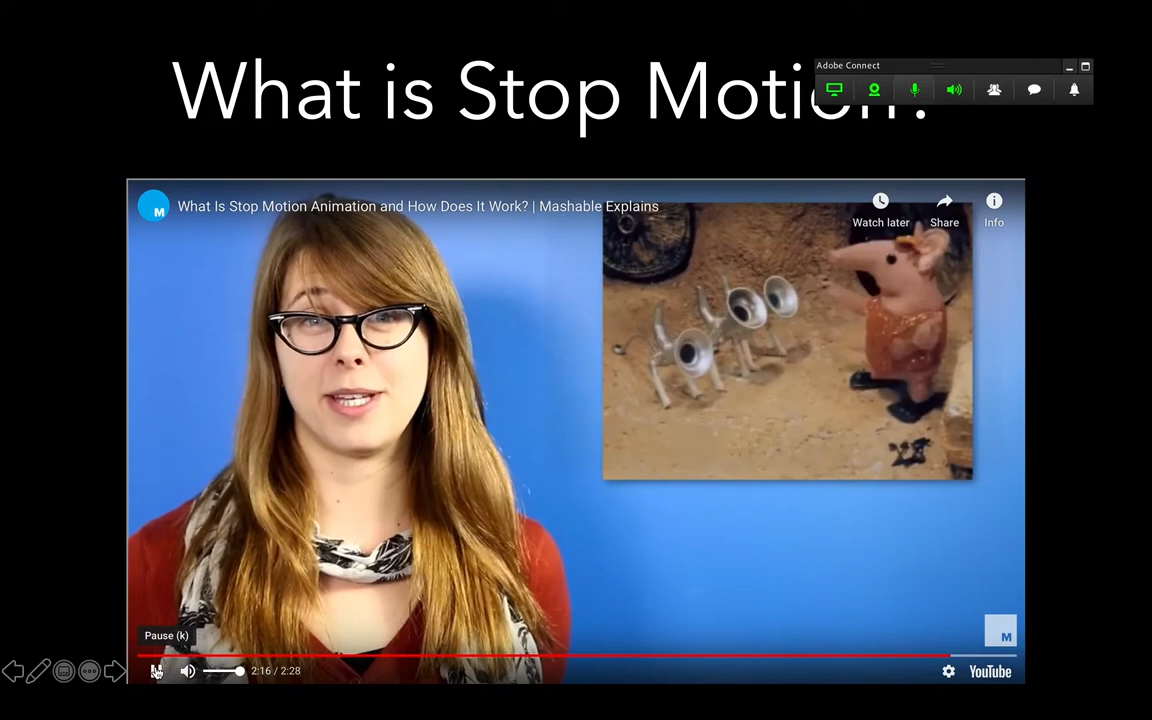 What is Stop Motion?
Adobe Connect
M
What Is Stop Motion Animation and How Does It Work? | Mashable Explains
Watch later
Share
Info
Pause (k)
M
2:16 / 2:28
YouTube